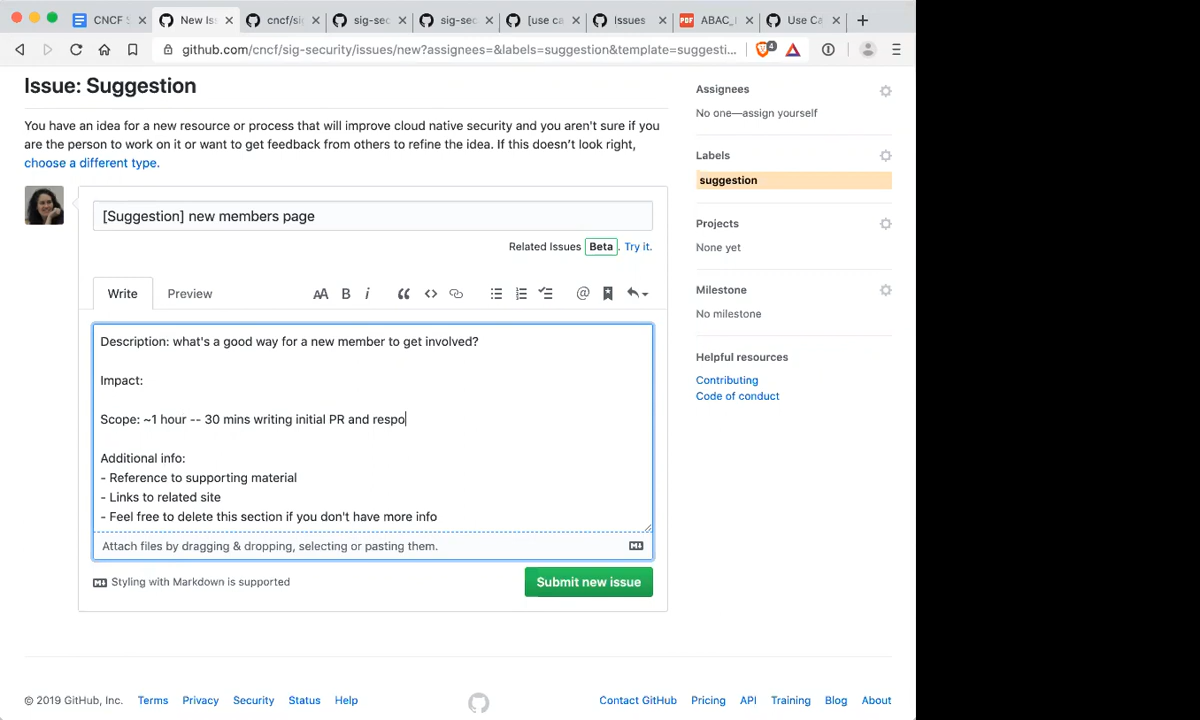 CNCF S
New Is
cncf/si
sig-sec
sig-sec
[use ca
Issues
PDF ABAC_
Use Ca
github.com/cncf/sig-security/issues/new?assignees=&labels=suggestion&template=suggesti...
4
Issue: Suggestion
You have an idea for a new resource or process that will improve cloud native security and you aren't sure if you
are the person to work on it or want to get feedback from others to refine the idea. If this doesn’t look right,
choose a different type.
[Suggestion] new members page
Related Issues Beta . Try it.
Write Preview
Description: what's a good way for a new member to get involved?
Impact:
Scope: ~1 hour -- 30 mins writing initial PR and respo
Additional info:
- Reference to supporting material
- Links to related site
- Feel free to delete this section if you don't have more info
Attach files by dragging & dropping, selecting or pasting them.
Styling with Markdown is supported
Submit new issue
Assignees
No one—assign yourself
Labels
suggestion
Projects
None yet
Milestone
No milestone
Helpful resources
Contributing
Code of conduct
© 2019 GitHub, Inc. Terms Privacy Security Status Help
Contact GitHub Pricing API Training Blog About